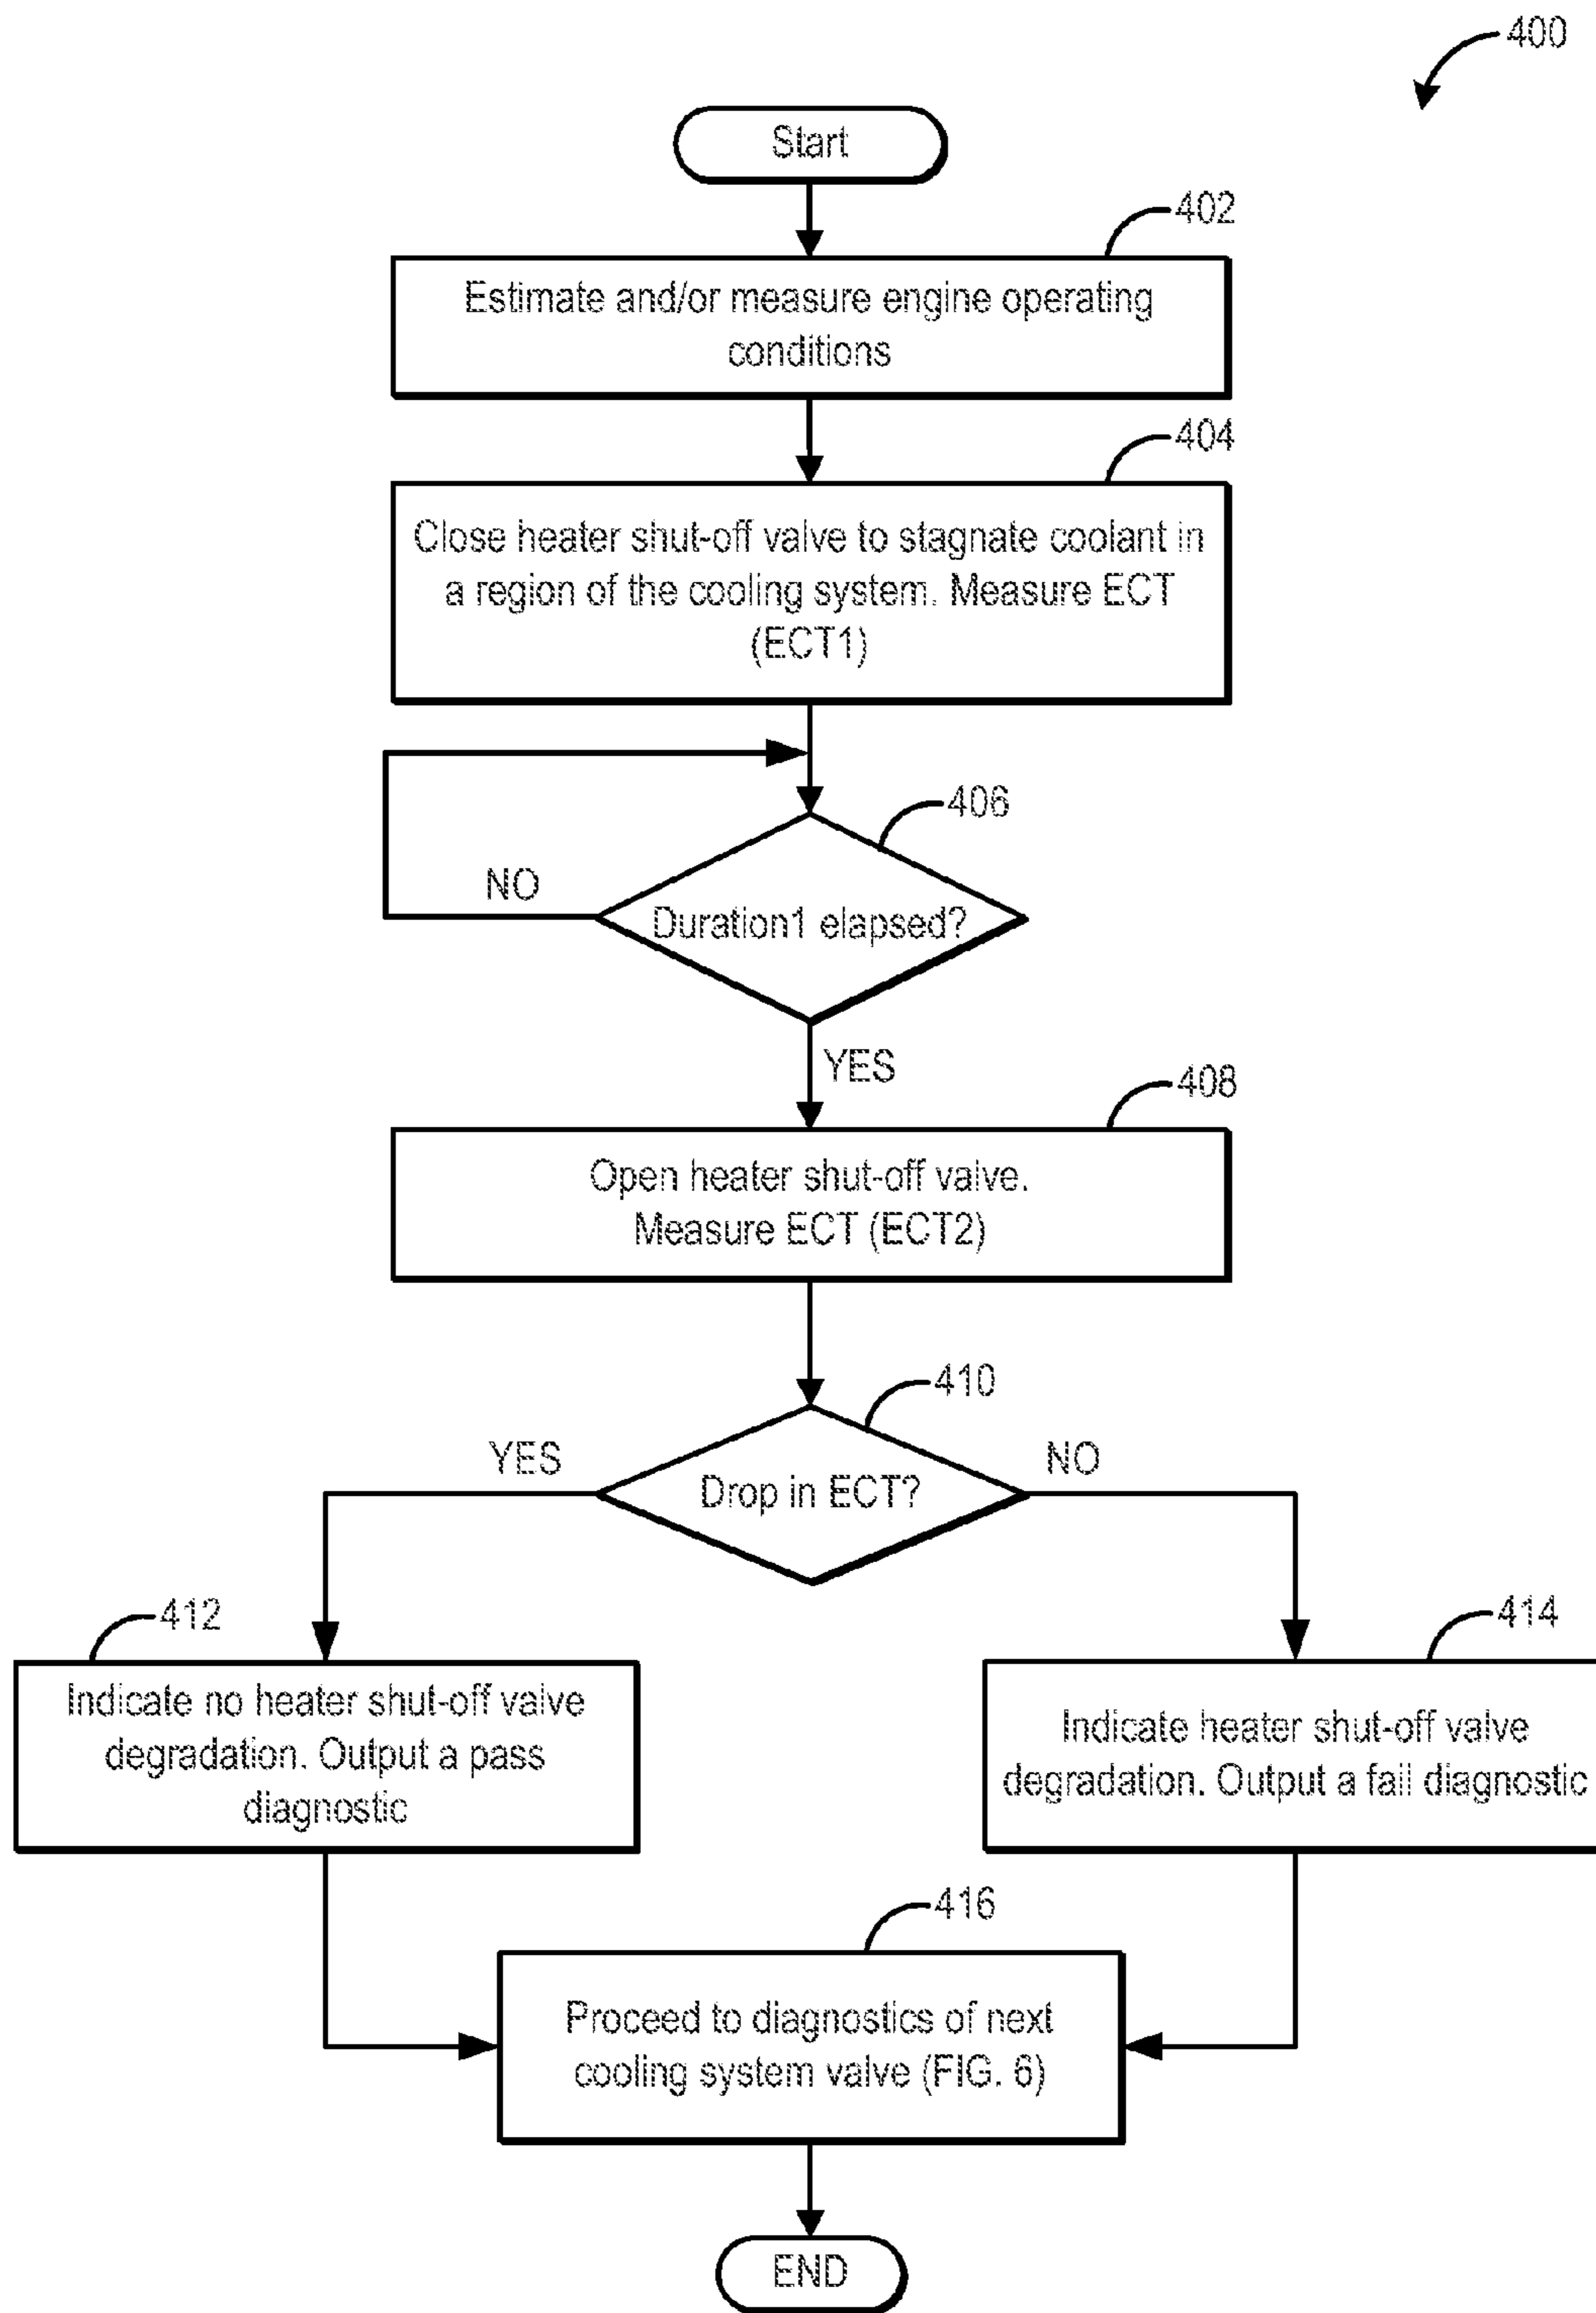 400
Start
402
Estimate and/or measure engine operating
conditions
404
Close heater shut-off valve to stagnate coolant in
a region of the cooling system. Measure ECT
(ECT1)
406
NO
Duration1 elapsed?
YES
408
Open heater shut-off valve.
Measure ECT (ECT2)
410
YES
NO
Drop in ECT?
412
Indicate no heater shut-off valve
degradation. Output a pass
diagnostic
414
Indicate heater shut-off valve
degradation. Output a fail diagnostic
416
Proceed to diagnostics of next
cooling system valve (FIG. 6)
END